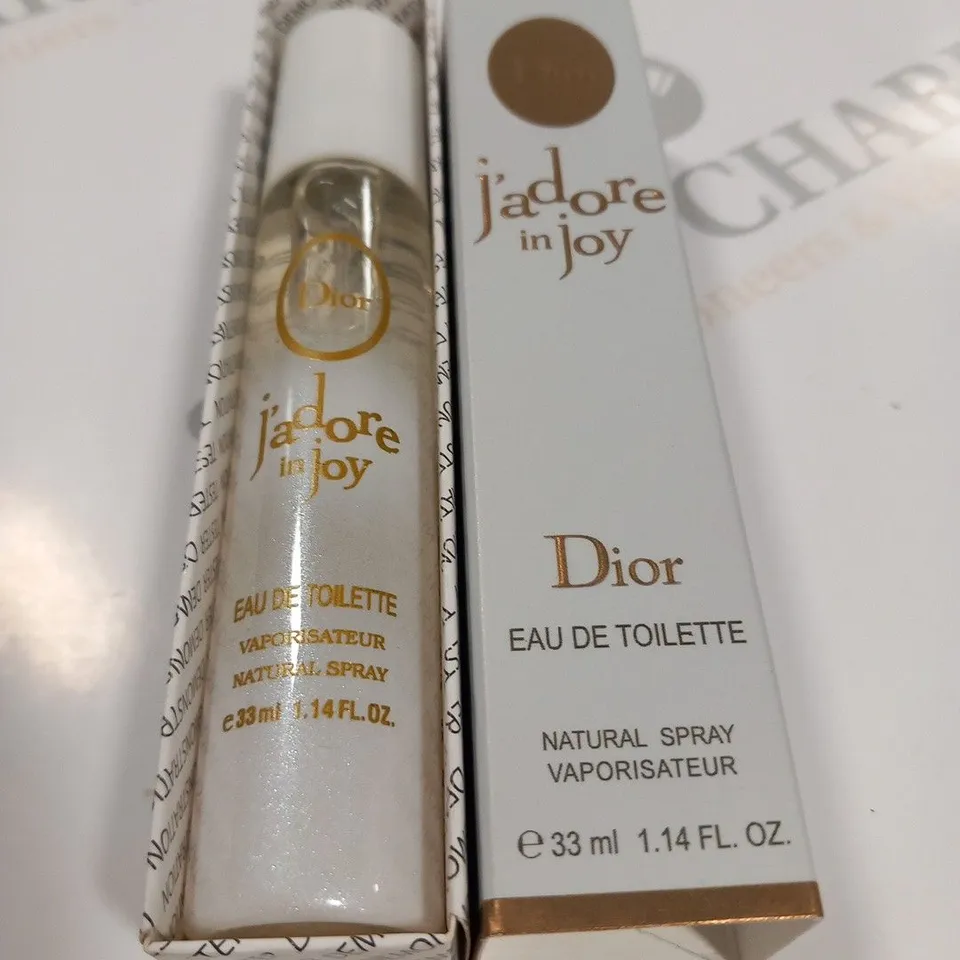 Dior
j'adore
in joy
EAU DE TOILETTE
VAPORISATEUR
NATURAL SPRAY
e 33 ml 1.14 FL. OZ.
Dior
j'adore
in joy
Dior
EAU DE TOILETTE
NATURAL SPRAY
VAPORISATEUR
e 33 ml 1.14 FL. OZ.